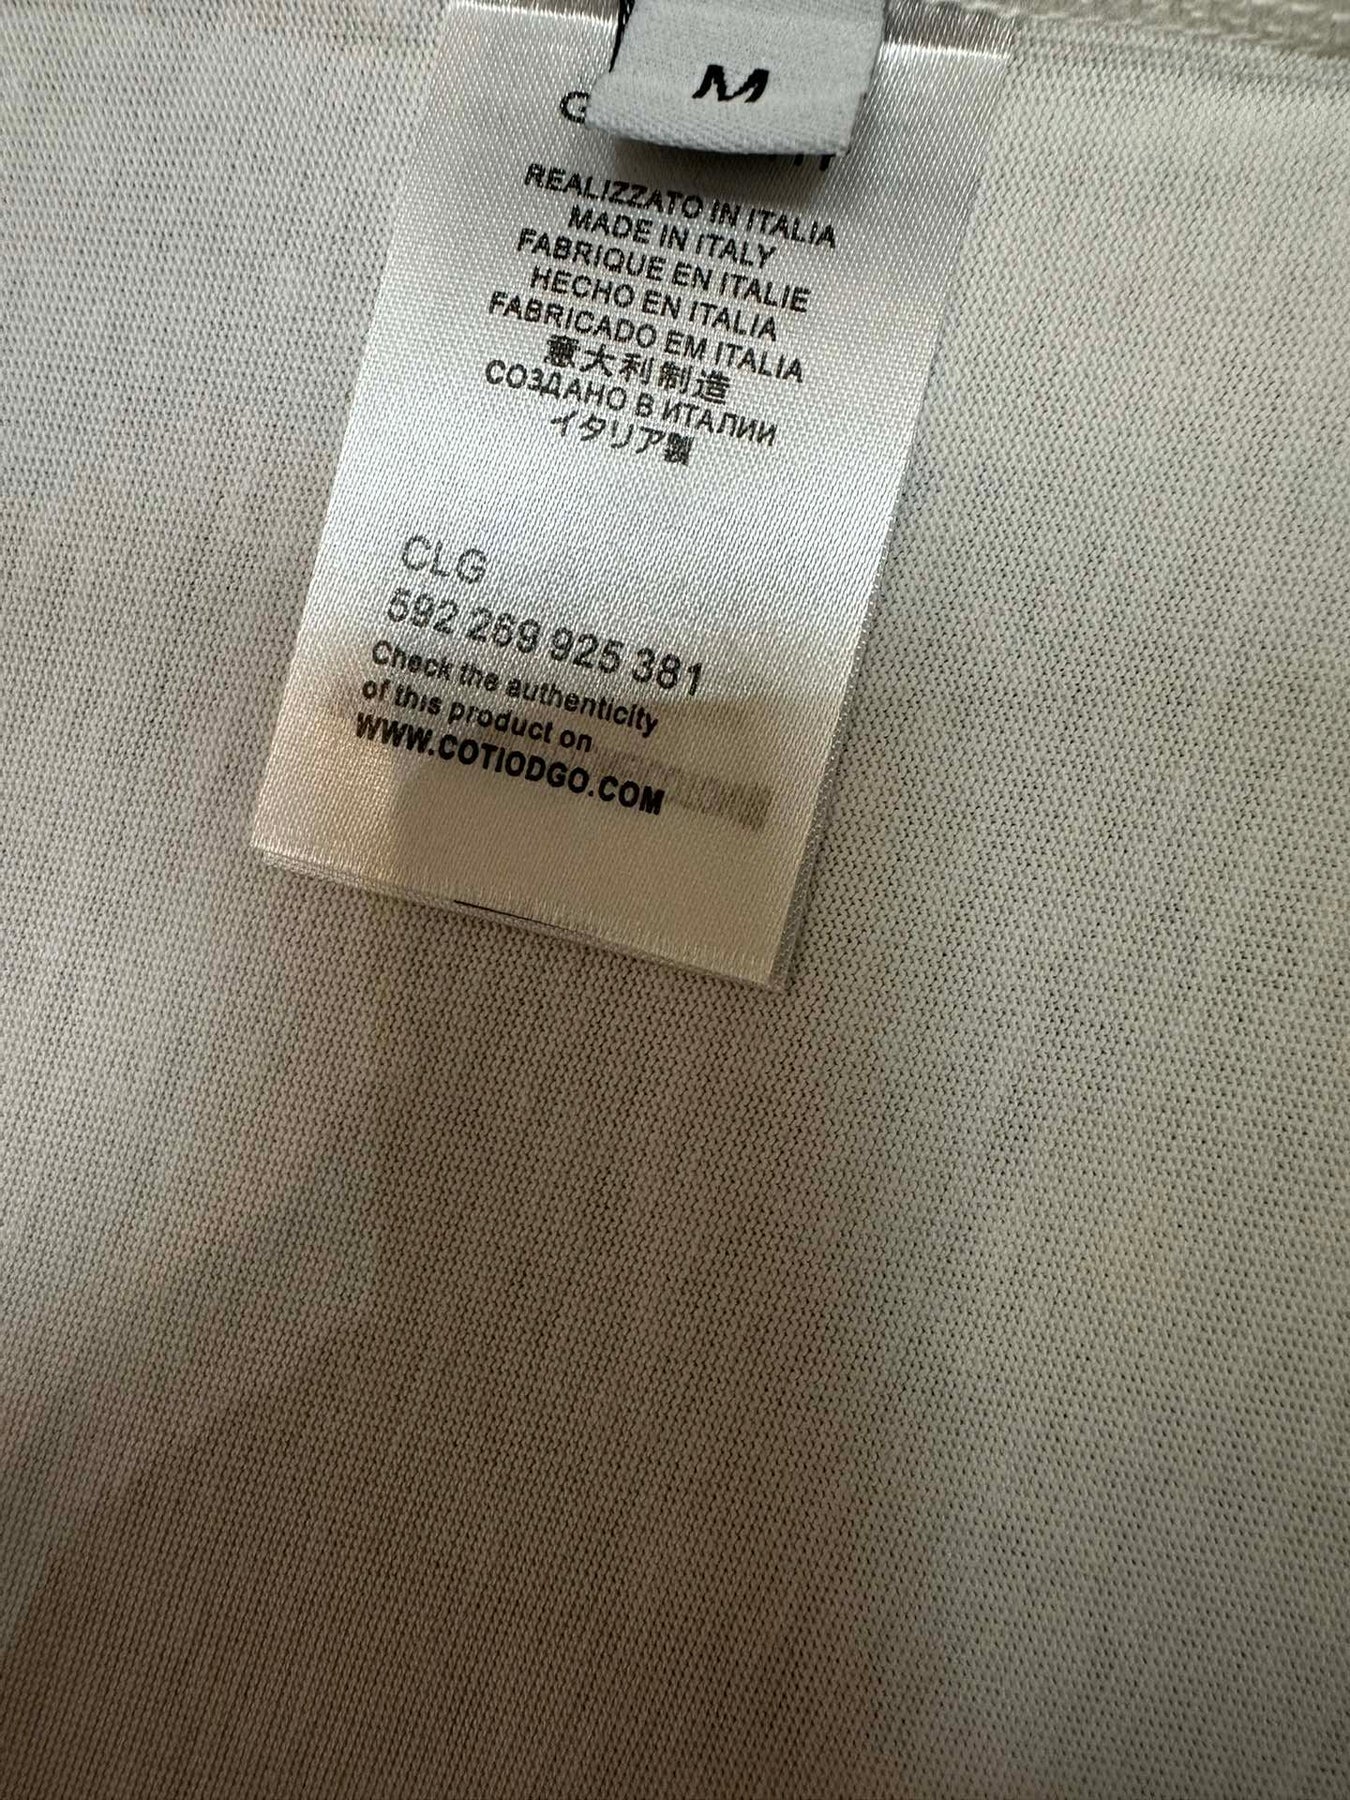 M
REALIZZATO IN ITALIA
MADE IN ITALY
FABRIQUE EN ITALIE
HECHO EN ITALIA
FABRICADO EM ITALIA
意大利制造
СОЗДАНО В ИТАЛИИ
イタリア製
CLG
592 269 925 381
Check the authenticity
of this product on
WWW.COTIODGO.COM